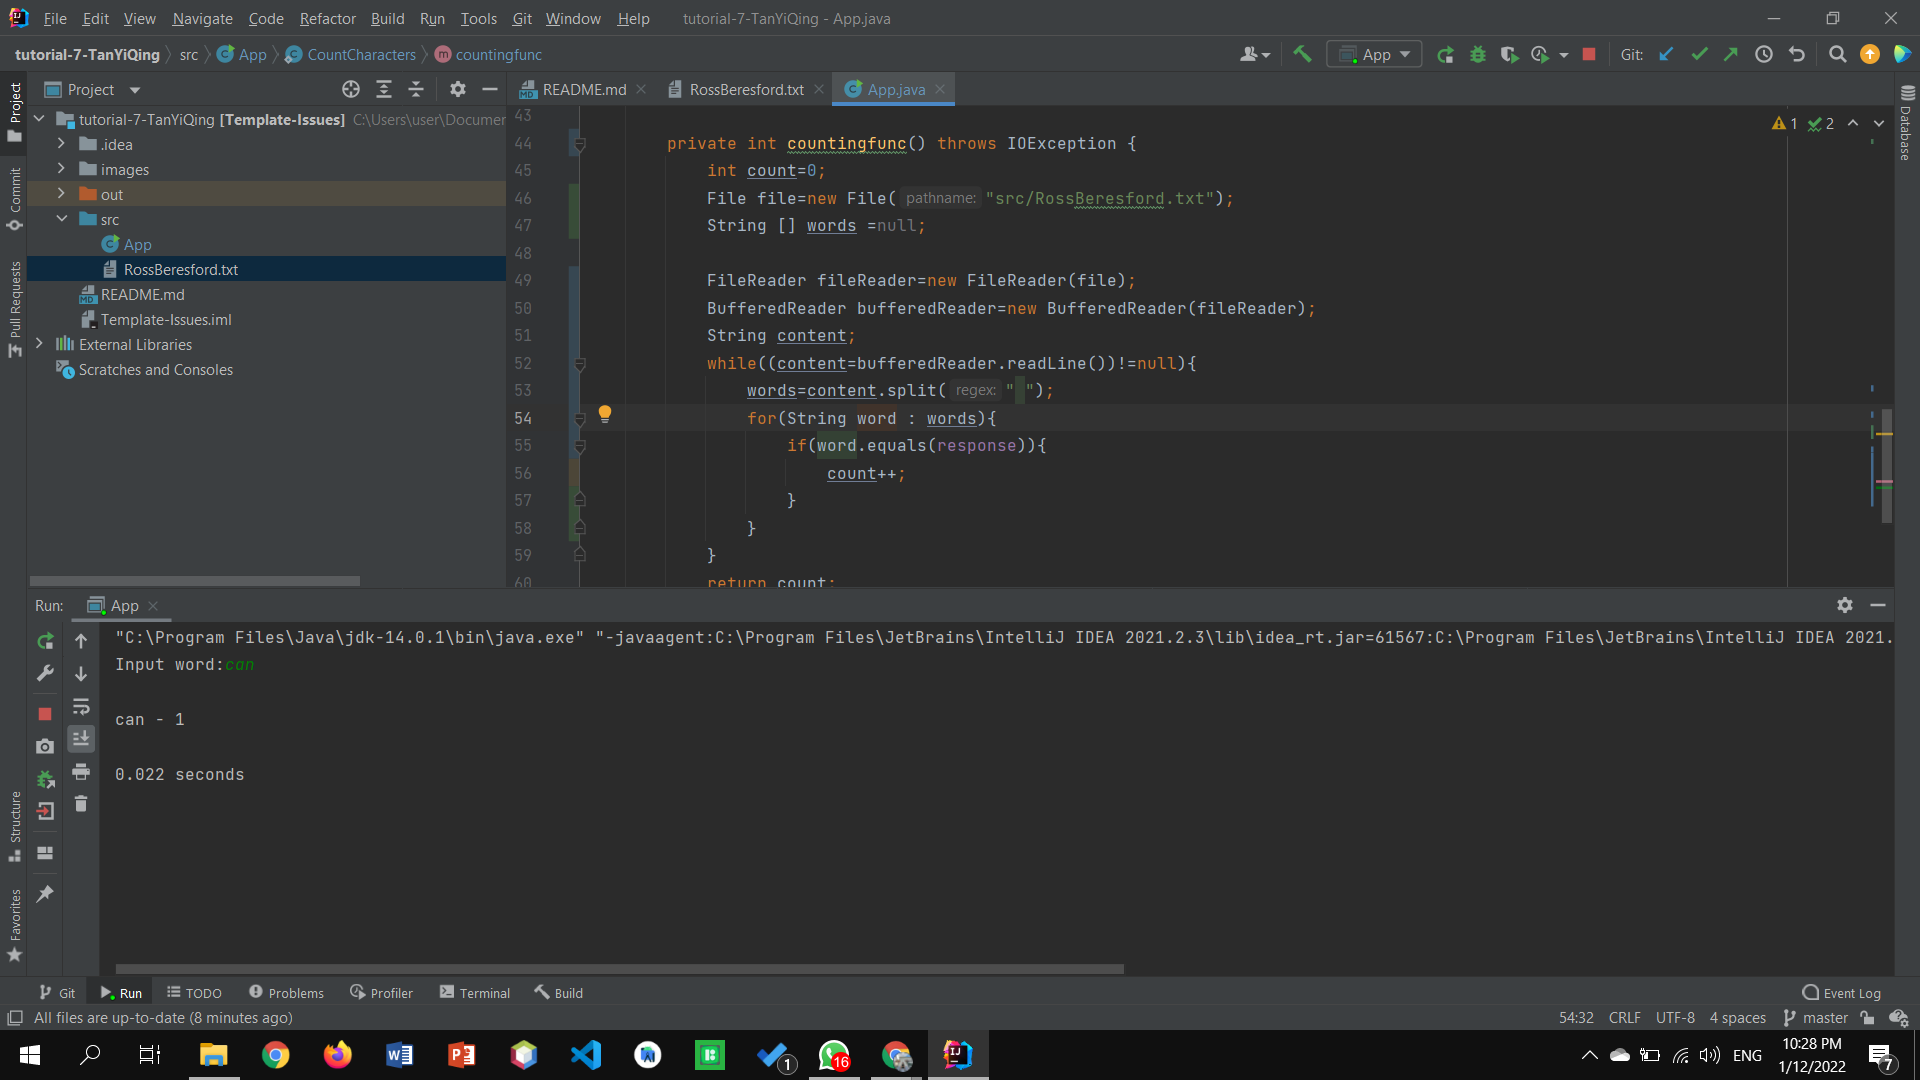 File Edit View Navigate Code Refactor Build Run Tools Git Window Help tutorial-7-TanYiQing - App.java
tutorial-7-TanYiQing src App CountCharacters countingfunc
App Git:
Project
README.md RossBeresford.txt App.java
tutorial-7-TanYiQing [Template-Issues] C:\Users\user\Documer
.idea
images
out
src
App
RossBeresford.txt
README.md
Template-Issues.iml
External Libraries
Scratches and Consoles
Project
Commit
Pull Requests
Structure
Favorites
Database
1 2
43
44 private int countingfunc() throws IOException {
45 int count=0;
46 File file=new File( pathname: "src/RossBeresford.txt");
47 String [] words =null;
48
49 FileReader fileReader=new FileReader(file);
50 BufferedReader bufferedReader=new BufferedReader(fileReader);
51 String content;
52 while((content=bufferedReader.readLine())!=null){
53 words=content.split( regex: " ");
54 for(String word : words){
55 if(word.equals(response)){
56 count++;
57 }
58 }
59 }
60 return count;
Run: App
"C:\Program Files\Java\jdk-14.0.1\bin\java.exe" "-javaagent:C:\Program Files\JetBrains\IntelliJ IDEA 2021.2.3\lib\idea_rt.jar=61567:C:\Program Files\JetBrains\IntelliJ IDEA 2021.
Input word:can
can - 1
0.022 seconds
Git Run TODO Problems Profiler Terminal Build Event Log
All files are up-to-date (8 minutes ago) 54:32 CRLF UTF-8 4 spaces master
1 16 ENG 10:28 PM
1/12/2022
7